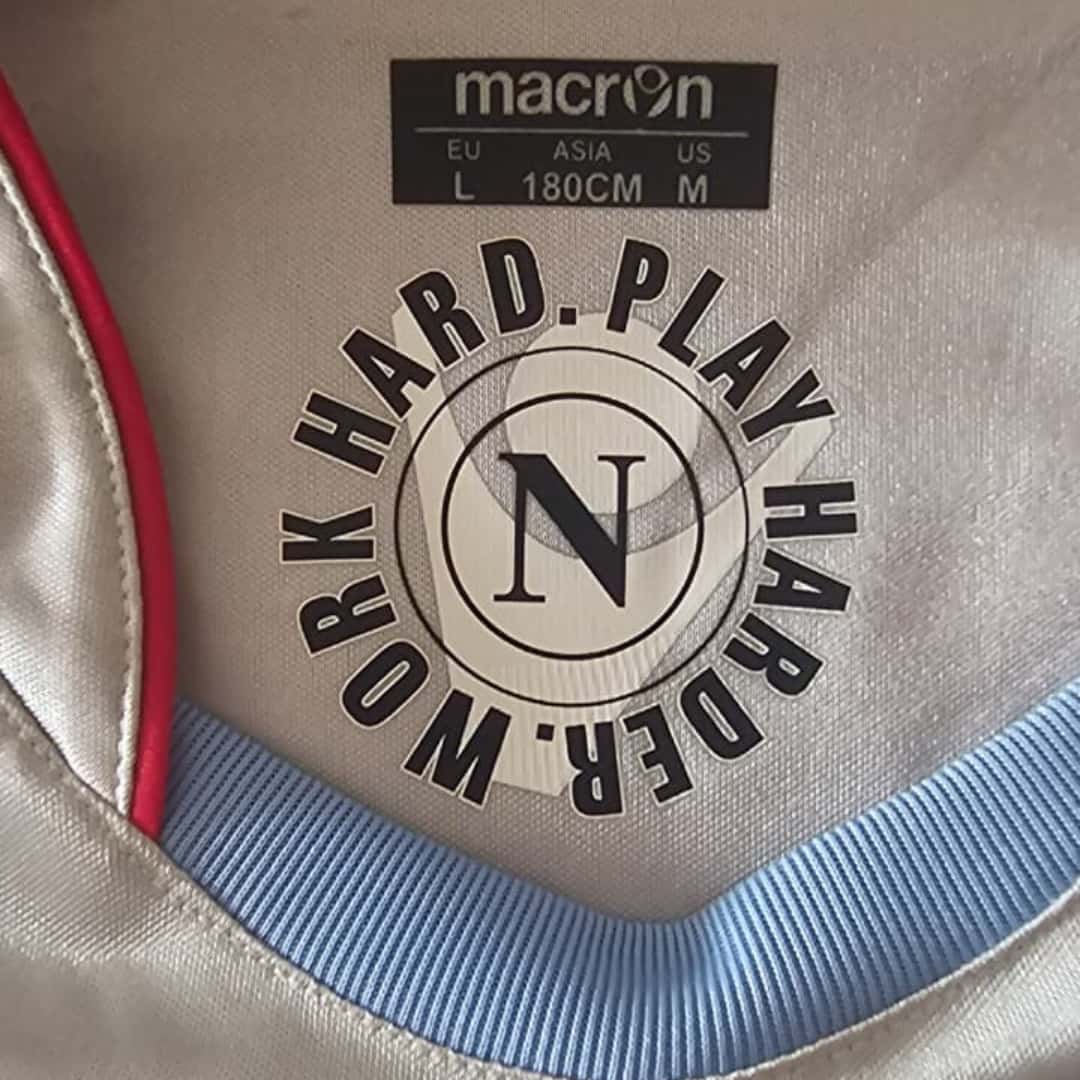 macron
EU ASIA US
L 180CM M
WORK HARD. PLAY HARDER.
N